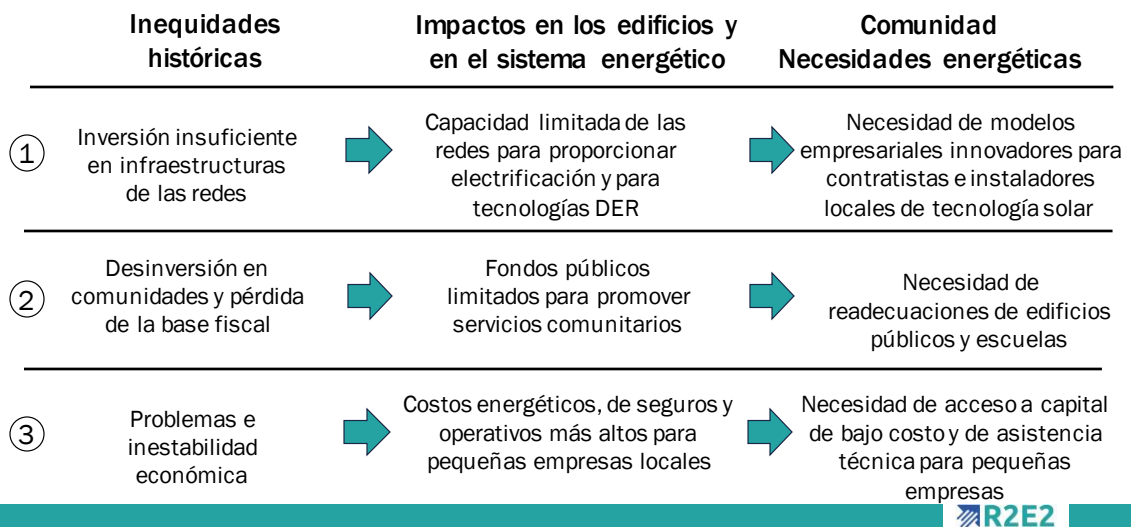 Inequidades
históricas
Impactos en los edificios y
en el sistema energético
Comunidad
Necesidades energéticas
1
Inversión insuficiente
en infraestructuras
de las redes
Capacidad limitada de las
redes para proporcionar
electrificación y para
tecnologías DER
Necesidad de modelos
empresariales innovadores para
contratistas e instaladores
locales de tecnología solar
2
Desinversión en
comunidades y pérdida
de la base fiscal
Fondos públicos
limitados para promover
servicios comunitarios
Necesidad de
readecuaciones de edificios
públicos y escuelas
3
Problemas e
inestabilidad
económica
Costos energéticos, de seguros y
operativos más altos para
pequeñas empresas locales
Necesidad de acceso a capital
de bajo costo y de asistencia
técnica para pequeñas
empresas
R2E2